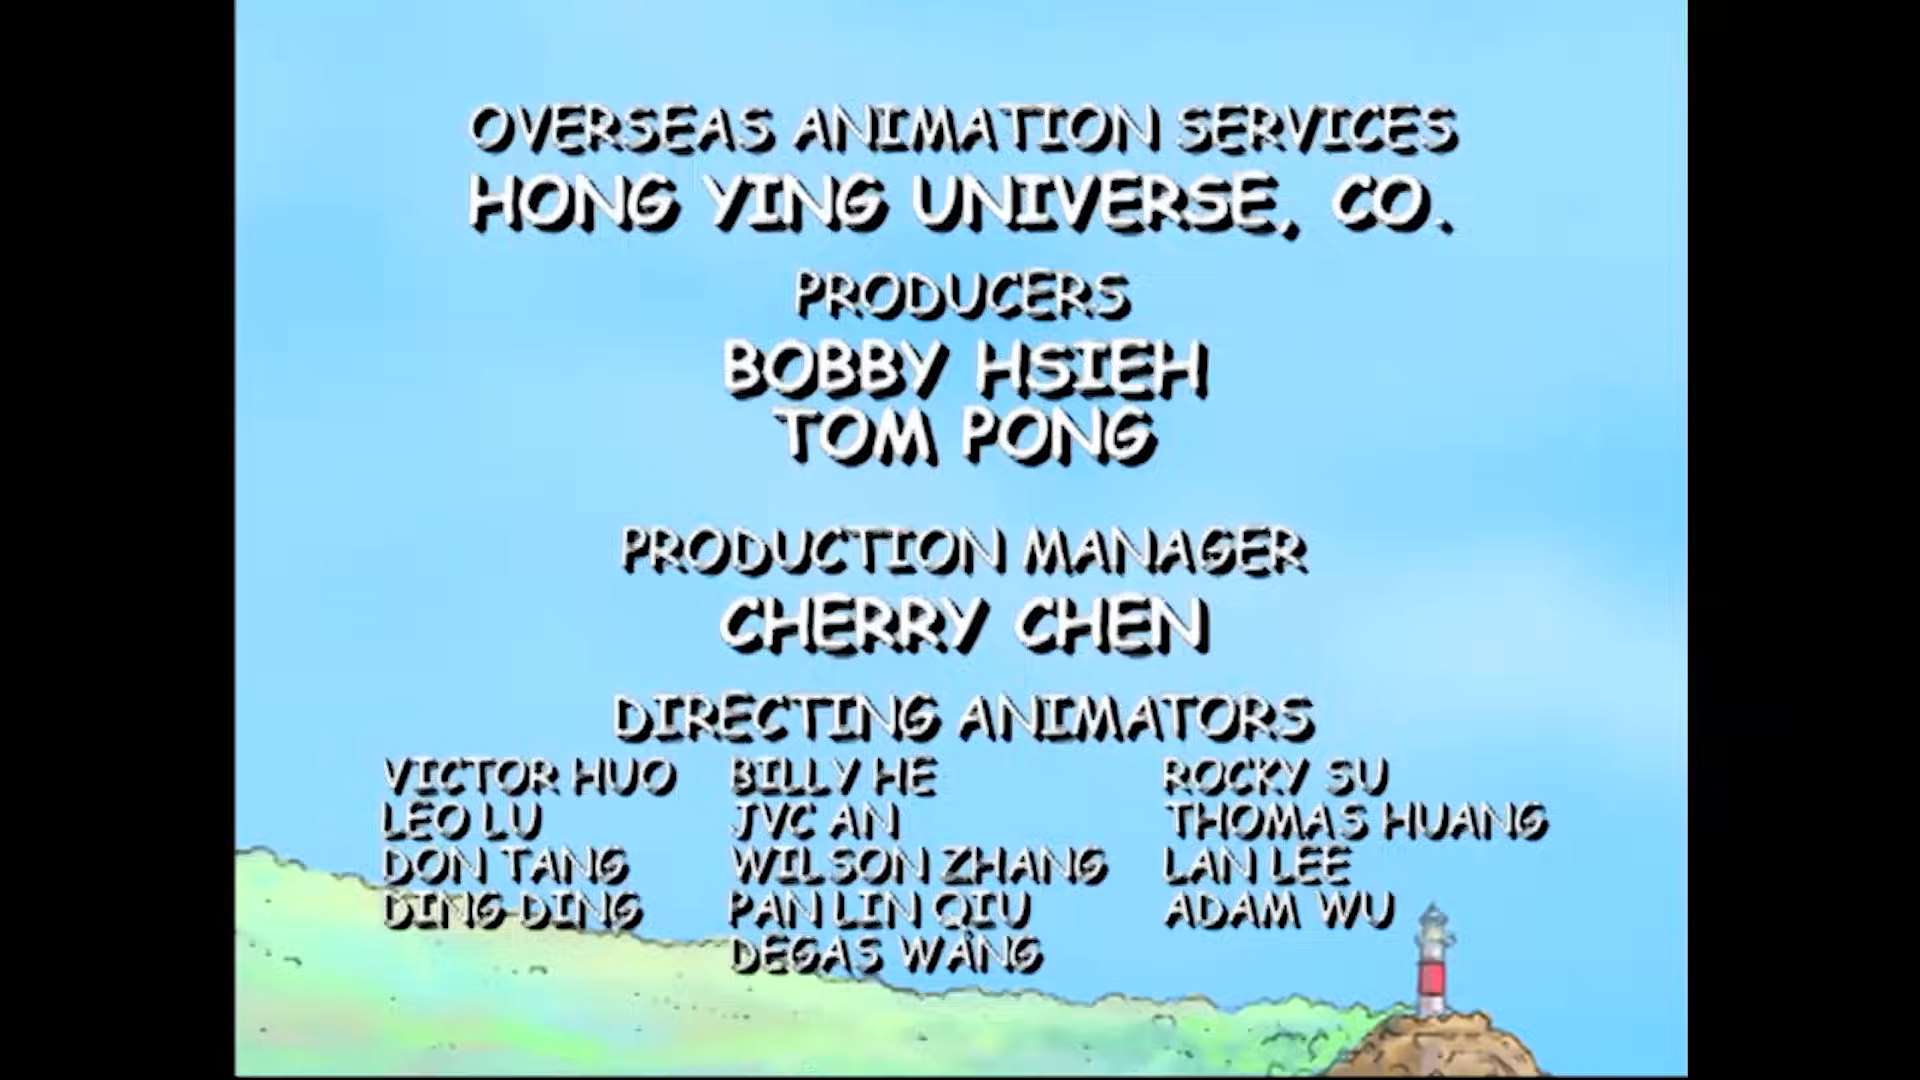 OVERSEAS ANIMATION SERVICES
HONG YING UNIVERSE, CO.
PRODUCERS
BOBBY HSIEH
TOM PONG
PRODUCTION MANAGER
CHERRY CHEN
DIRECTING ANIMATORS
VICTOR HUO BILLY HE ROCKY SU
LEO LU JVC AN THOMAS HUANG
DON TANG WILSON ZHANG LAN LEE
DING DING PAN LIN QIU ADAM WU
DEGAS WANG